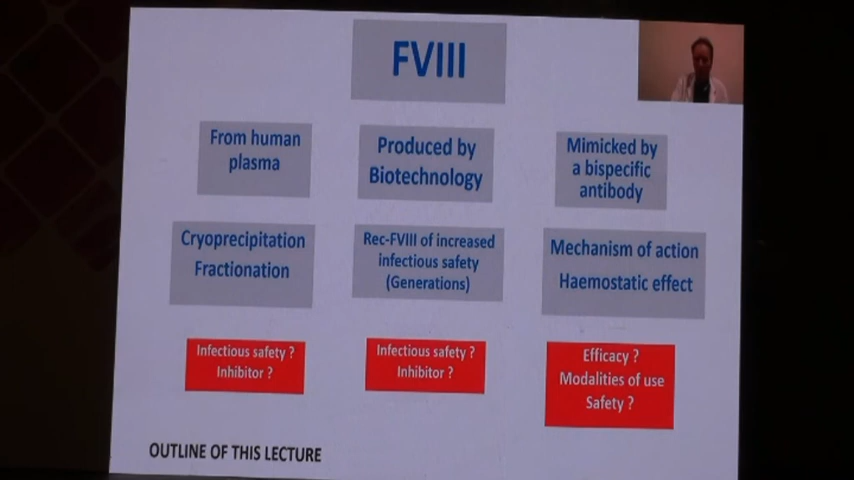 FVIII
From human
plasma
Produced by
Biotechnology
Mimicked by
a bispecific
antibody
Cryoprecipitation
Fractionation
Rec-FVIII of increased
infectious safety
(Generations)
Mechanism of action
Haemostatic effect
Infectious safety ?
Inhibitor ?
Infectious safety ?
Inhibitor ?
Efficacy ?
Modalities of use
Safety ?
OUTLINE OF THIS LECTURE